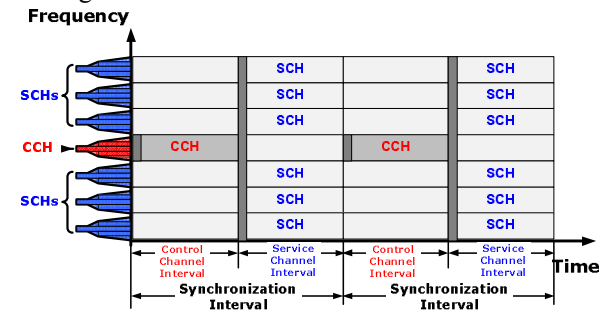 Frequency
SCH SCH
SCHs SCH SCH
SCH SCH
CCH CCH CCH
SCH SCH
SCHs SCH SCH
SCH SCH
Control Service Control Service
Channel Channel Channel Channel
Interval Interval Interval Interval
Time
Synchronization Synchronization
Interval Interval